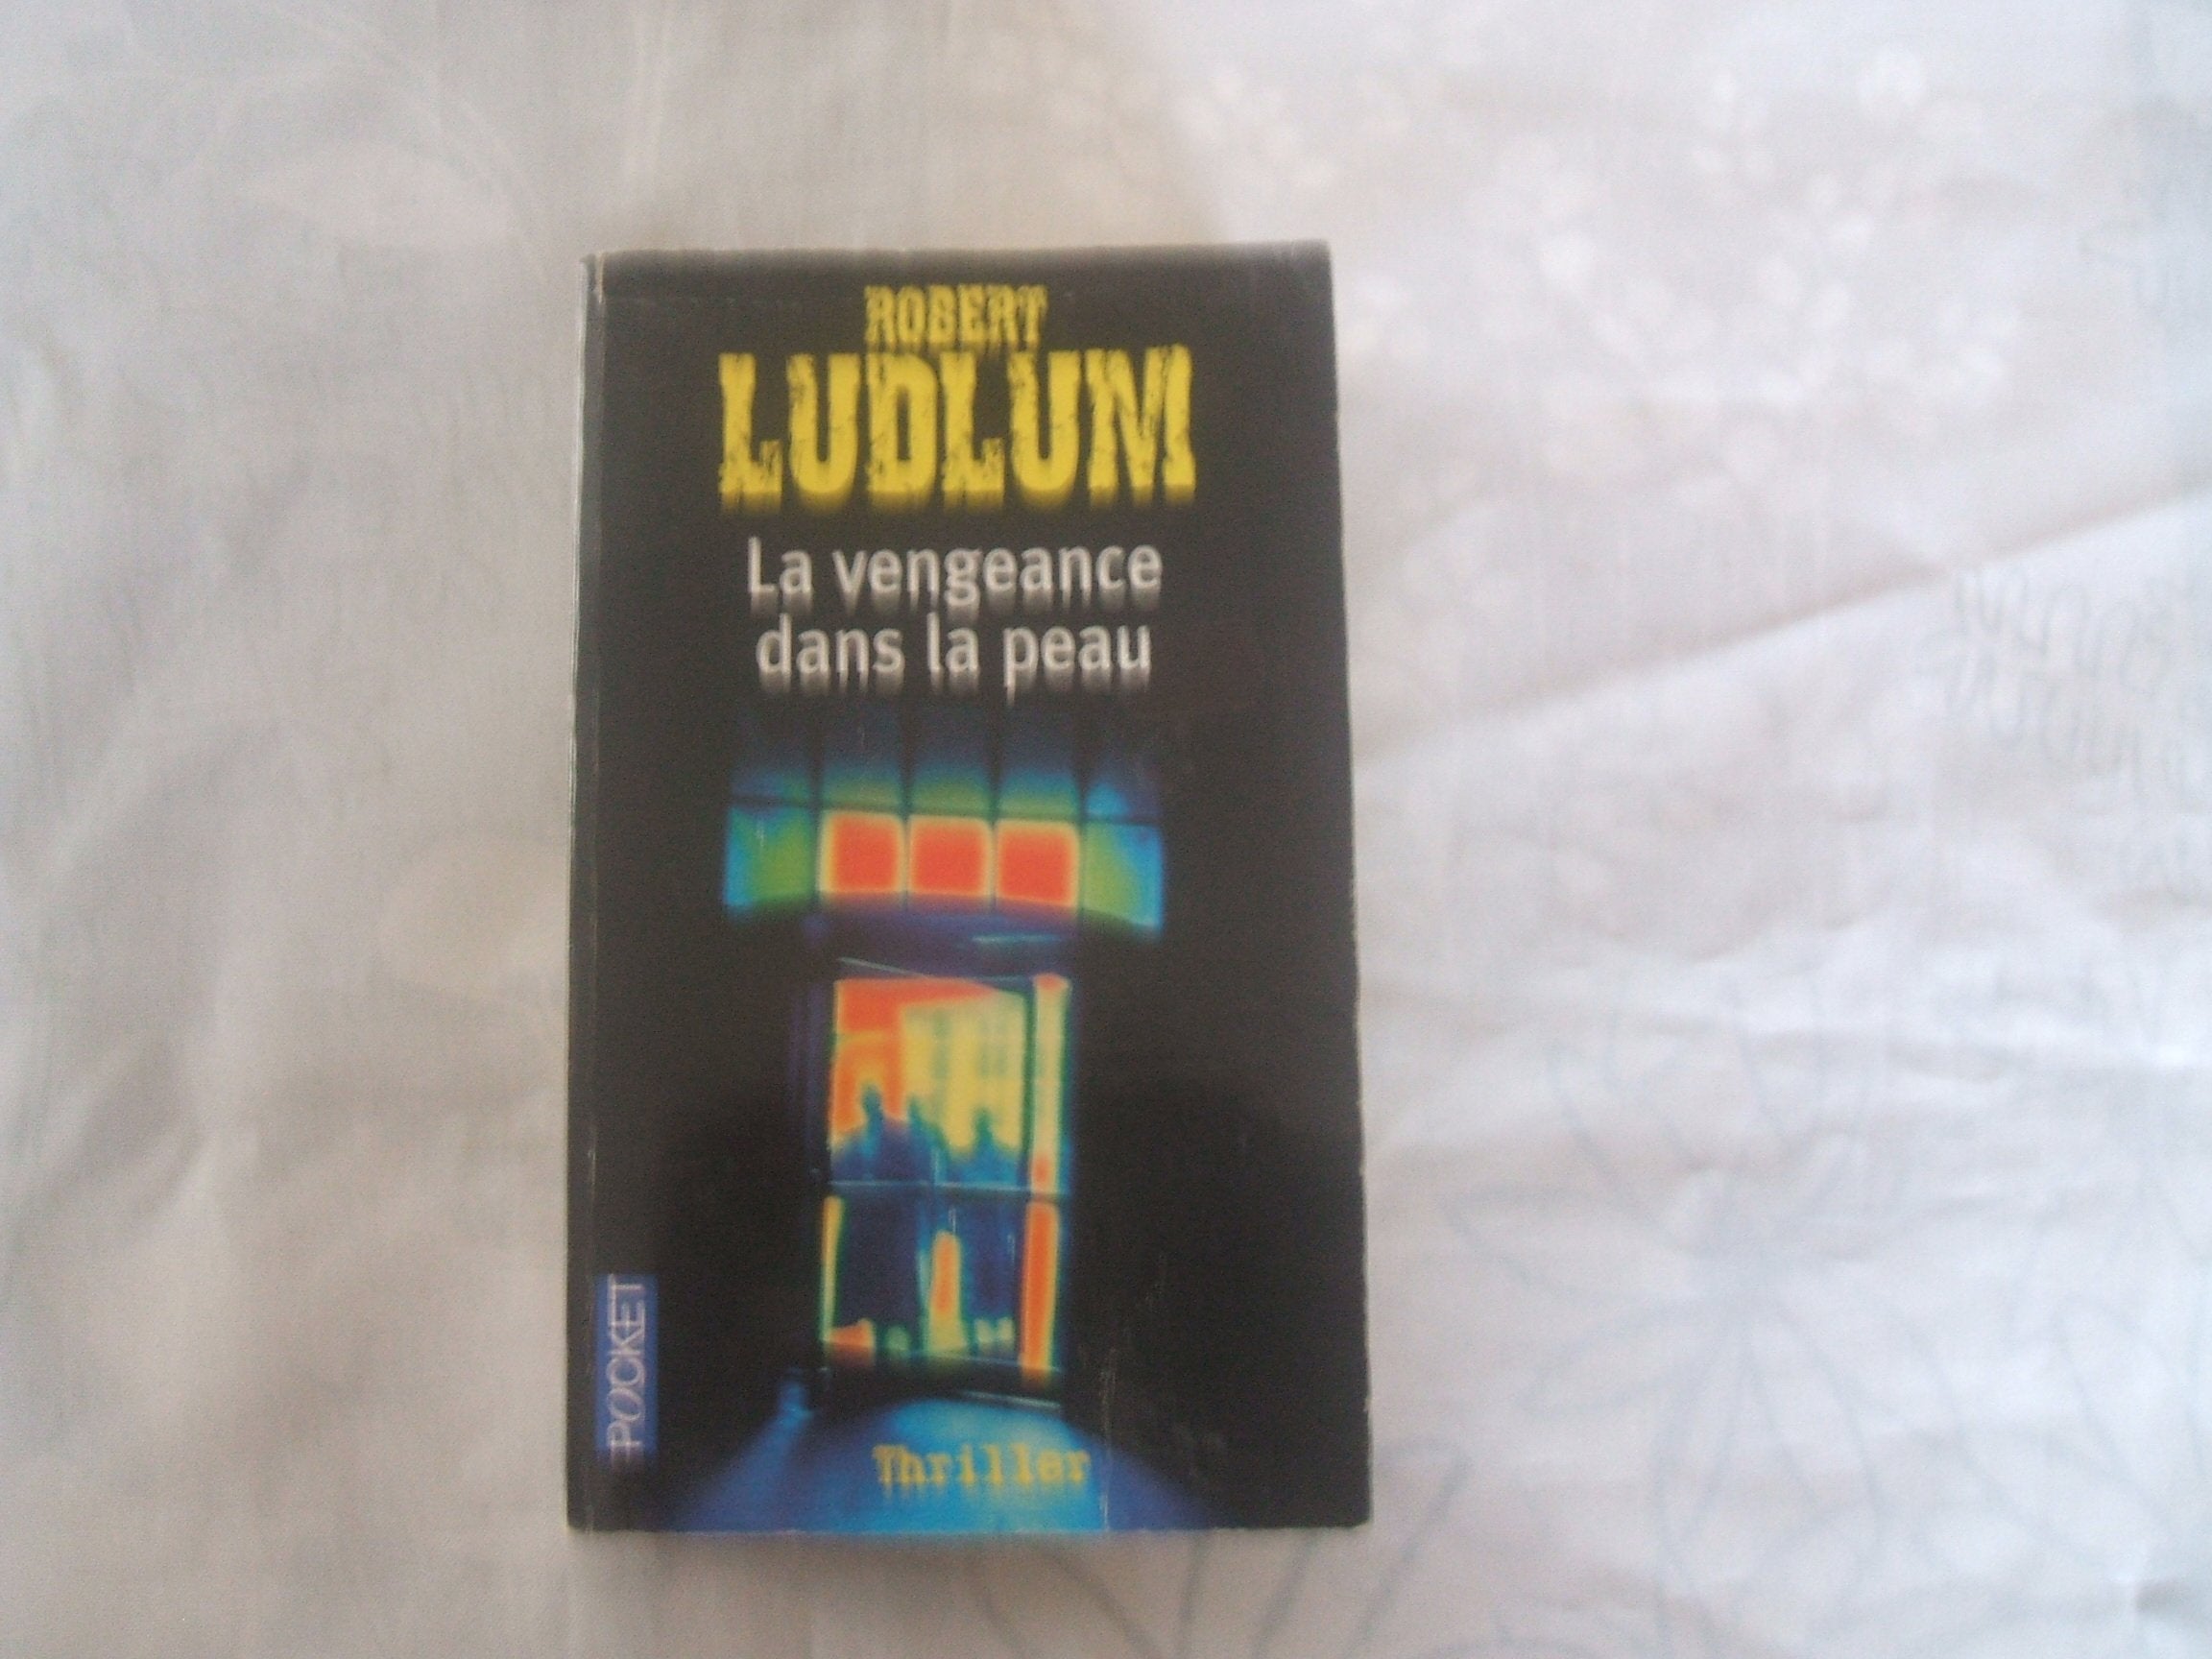 ROBERT
LUDLUM
La vengeance
dans la peau
POCKET
Thriller